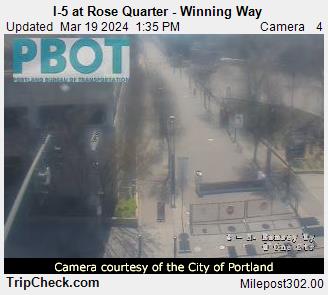 I-5 at Rose Quarter - Winning Way
Updated Mar 19 2024 1:35 PM Camera 4
PBOT
PORTLAND BUREAU OF TRANSPORTATION
Camera courtesy of the City of Portland
TripCheck.com Milepost302.00